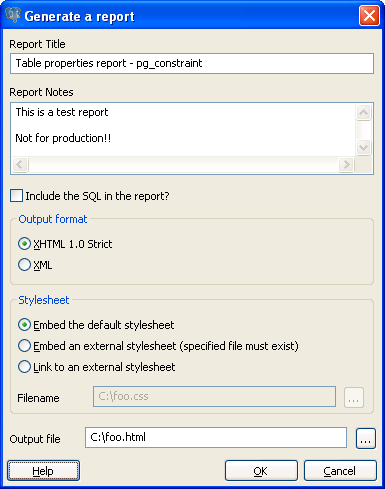 Generate a report
Report Title
Table properties report - pg_constraint
Report Notes
This is a test report
Not for production!!
Include the SQL in the report?
Output format
XHTML 1.0 Strict
XML
Stylesheet
Embed the default stylesheet
Embed an external stylesheet (specified file must exist)
Link to an external stylesheet
Filename C:\foo.css ...
Output file C:\foo.html ...
Help OK Cancel